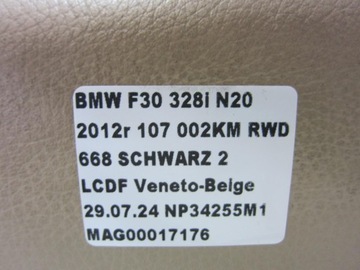 BMW F30 328i N20
2012r 107 002KM RWD
668 SCHWARZ 2
LCDF Veneto-Beige
29.07.24 NP34255M1
MAG00017176